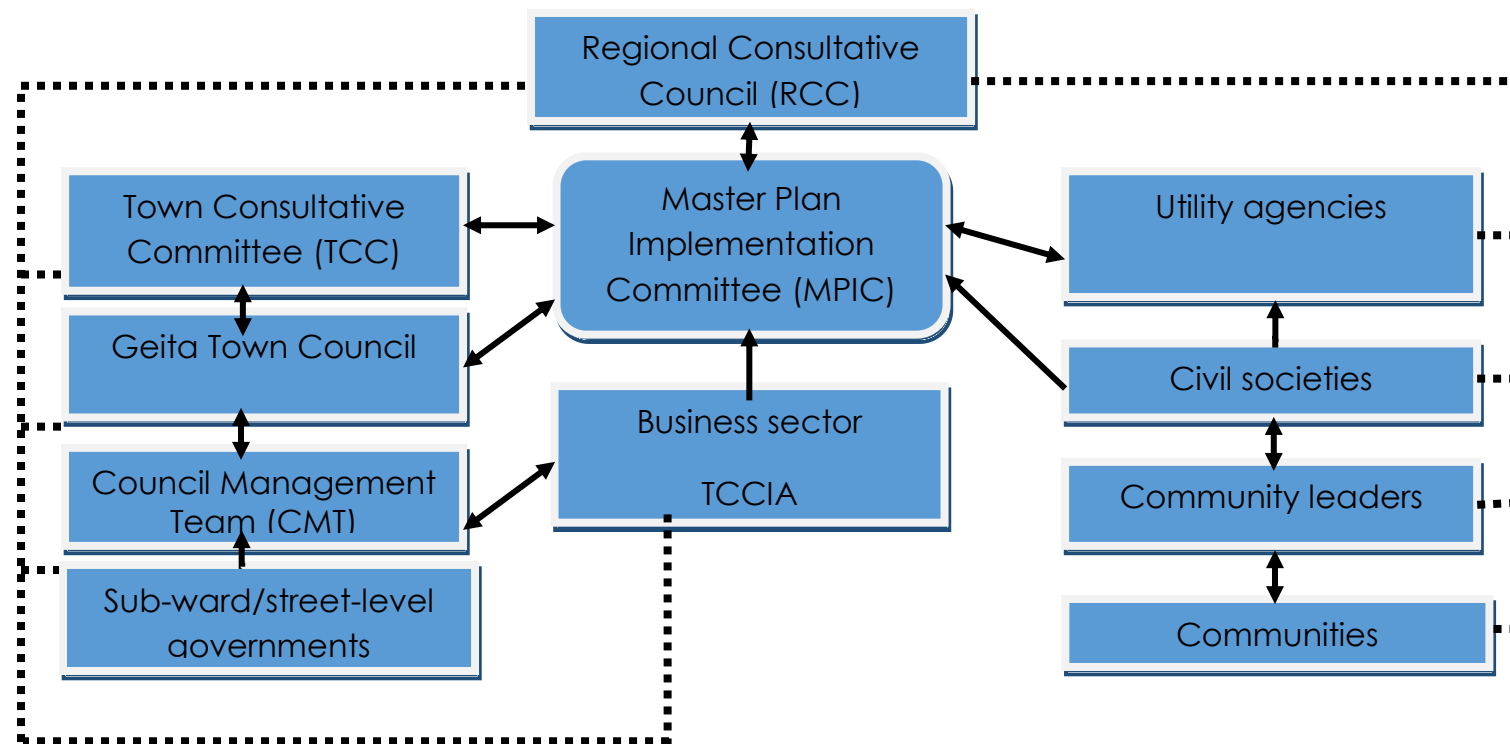 Regional Consultative
Council (RCC)
Town Consultative
Committee (TCC)
Master Plan
Implementation
Committee (MPIC)
Utility agencies
Geita Town Council
Civil societies
Business sector
TCCIA
Council Management
Team (CMT)
Community leaders
Sub-ward/street-level
governments
Communities